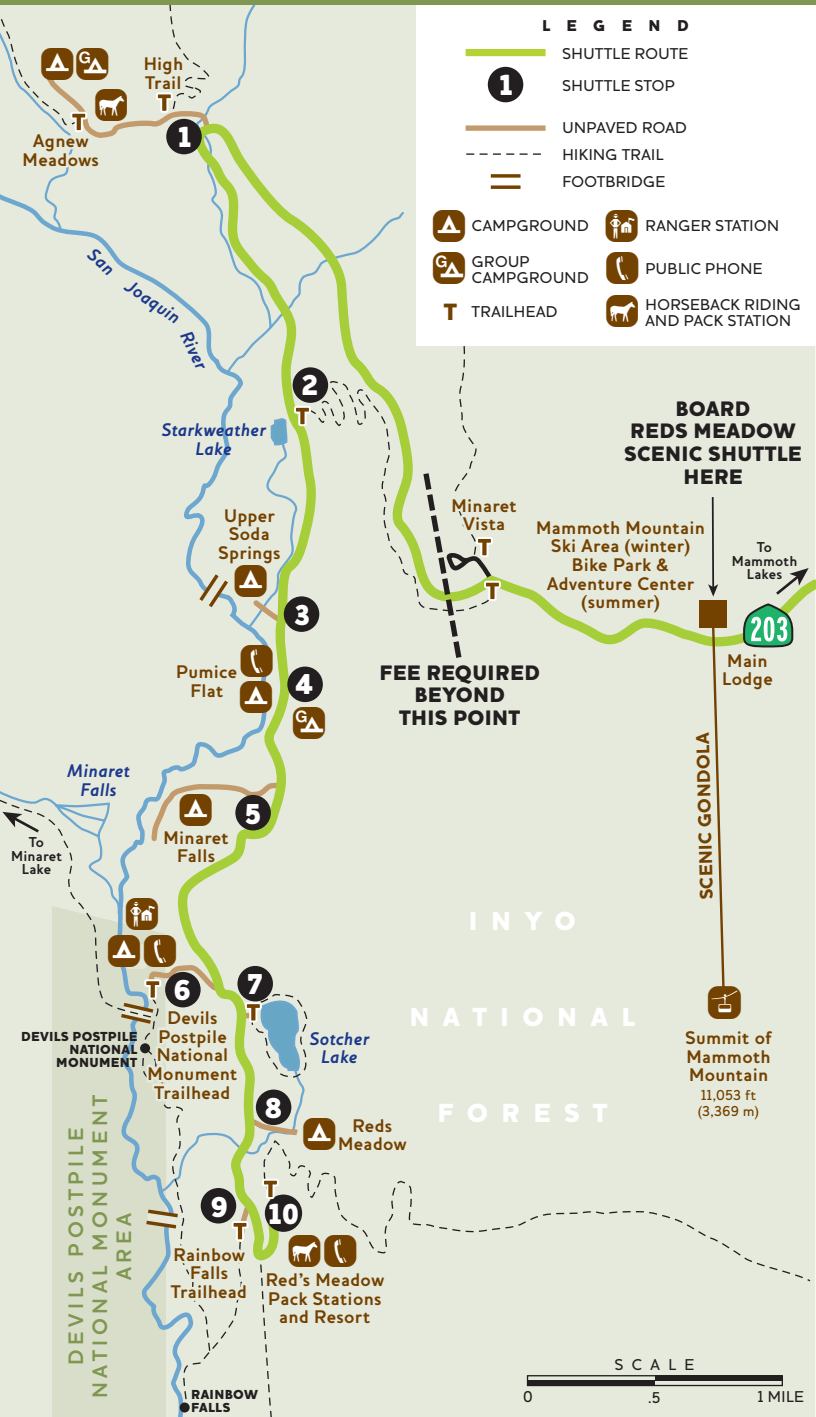 LEGEND
SHUTTLE ROUTE
1
SHUTTLE STOP
UNPAVED ROAD
HIKING TRAIL
FOOTBRIDGE
CAMPGROUND
RANGER STATION
G
GROUP
CAMPGROUND
PUBLIC PHONE
T
TRAILHEAD
HORSEBACK RIDING
AND PACK STATION
G
High
Trail
T
T
Agnew
Meadows
1
San Joaquin River
2
T
Starkweather
Lake
BOARD
REDS MEADOW
SCENIC SHUTTLE
HERE
Upper
Soda
Springs
Minaret
Vista
T
T
Mammoth Mountain
Ski Area (winter)
Bike Park &
Adventure Center
(summer)
To
Mammoth
Lakes
203
Main
Lodge
3
FEE REQUIRED
BEYOND
THIS POINT
Pumice
Flat
4
G
SCENIC GONDOLA
Minaret
Falls
To
Minaret
Lake
5
Minaret
Falls
INYO
NATIONAL
FOREST
T
6
7
T
Devils
Postpile
National
Monument
Trailhead
DEVILS POSTPILE
NATIONAL
MONUMENT
Sotcher
Lake
Summit of
Mammoth
Mountain
11,053 ft
(3,369 m)
8
Reds
Meadow
DEVILS POSTPILE
NATIONAL MONUMENT
AREA
9
T
T
10
Rainbow
Falls
Trailhead
Red's Meadow
Pack Stations
and Resort
RAINBOW
FALLS
SCALE
0 .5 1 MILE